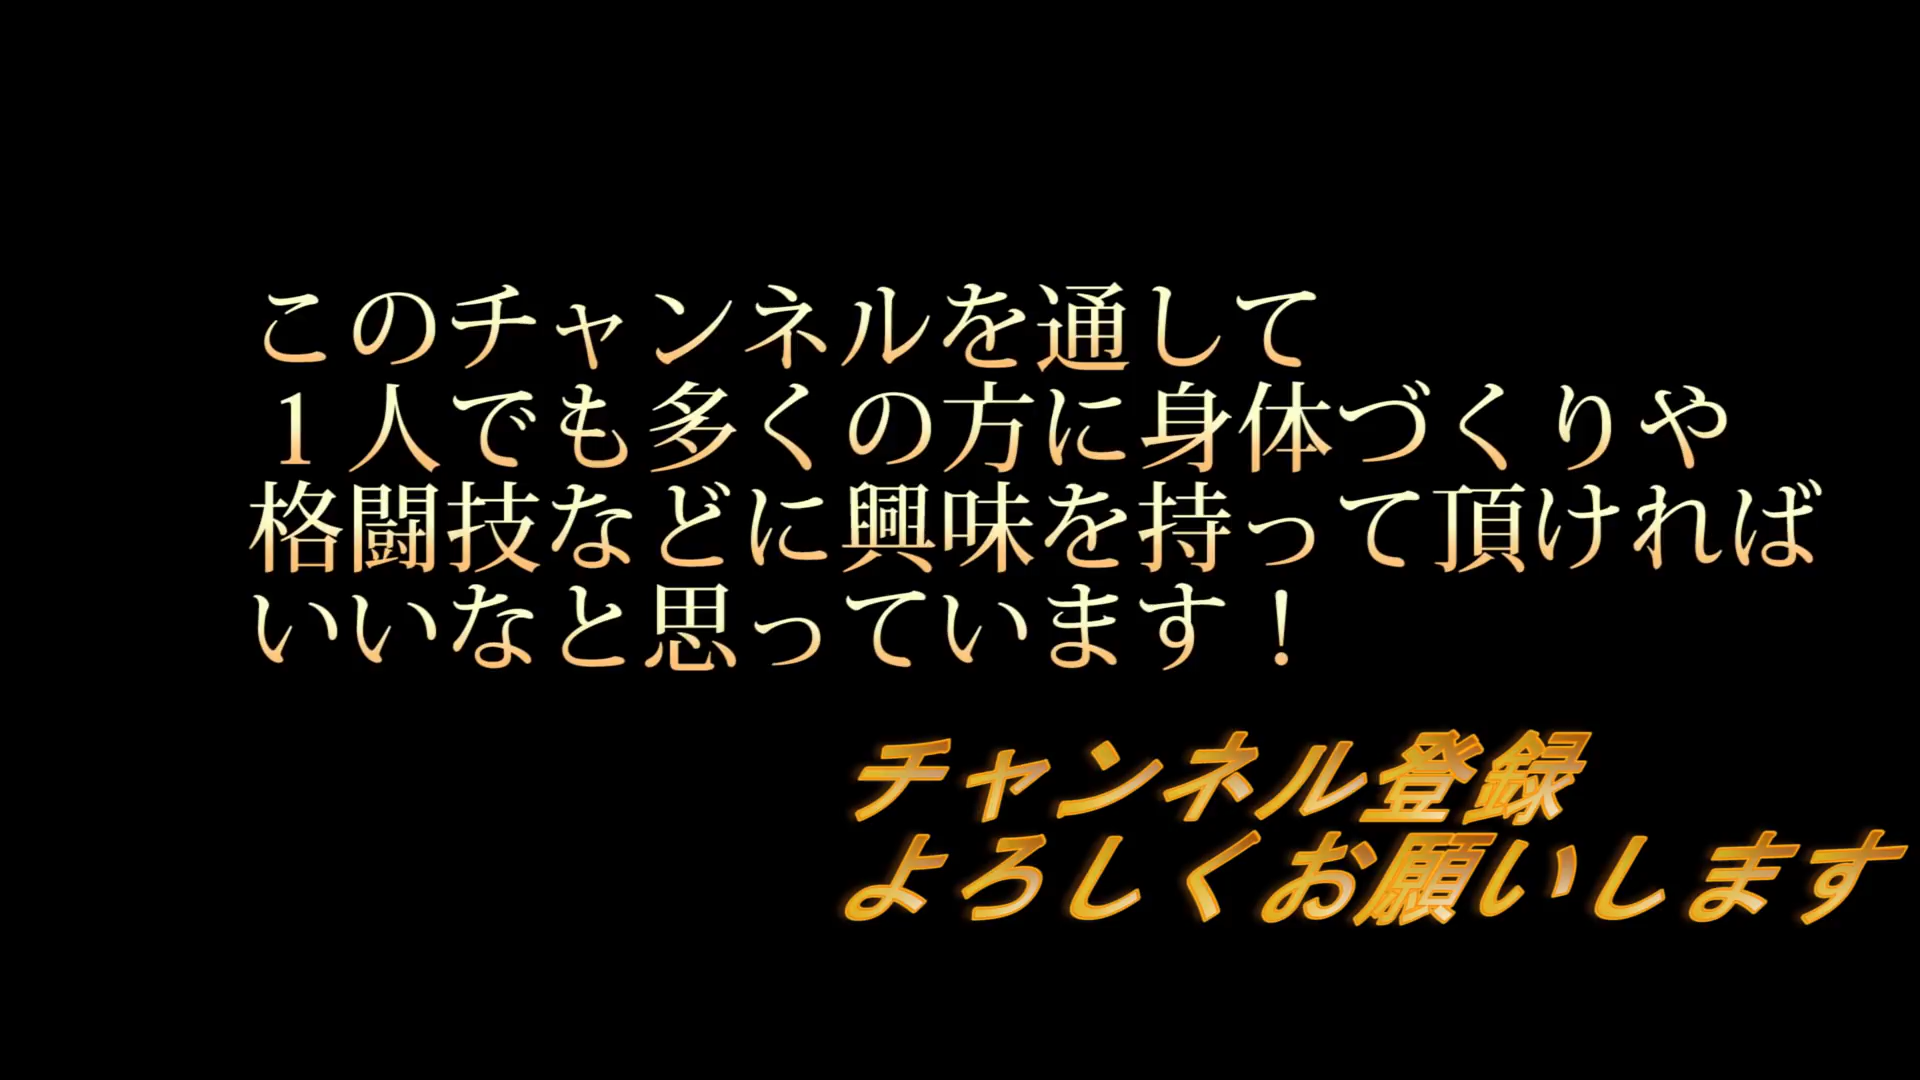 このチャンネルを通して
１人でも多くの方に身体づくりや
格闘技などに興味を持って頂ければ
いいなと思っています！
チャンネル登録
よろしくお願いします